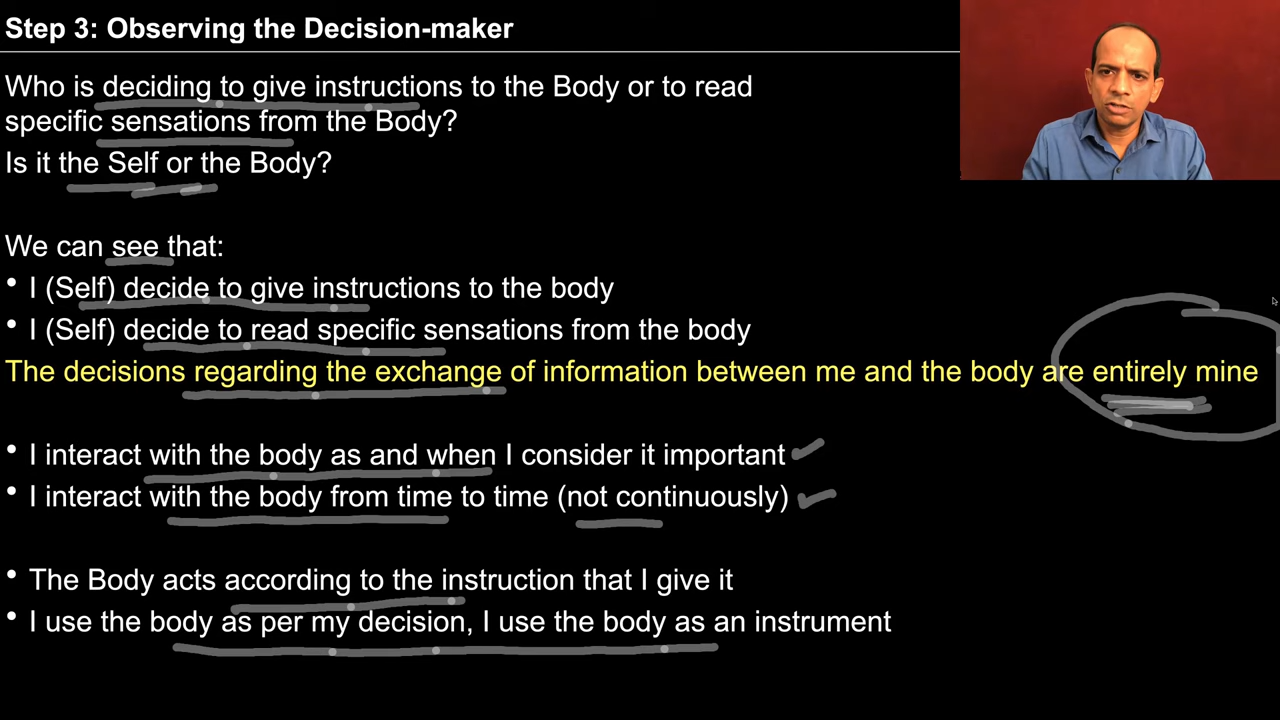 Step 3: Observing the Decision-maker
Who is deciding to give instructions to the Body or to read
specific sensations from the Body?
Is it the Self or the Body?
We can see that:
• I (Self) decide to give instructions to the body
• I (Self) decide to read specific sensations from the body
The decisions regarding the exchange of information between me and the body are entirely mine
• I interact with the body as and when I consider it important
• I interact with the body from time to time (not continuously)
• The Body acts according to the instruction that I give it
• I use the body as per my decision, I use the body as an instrument